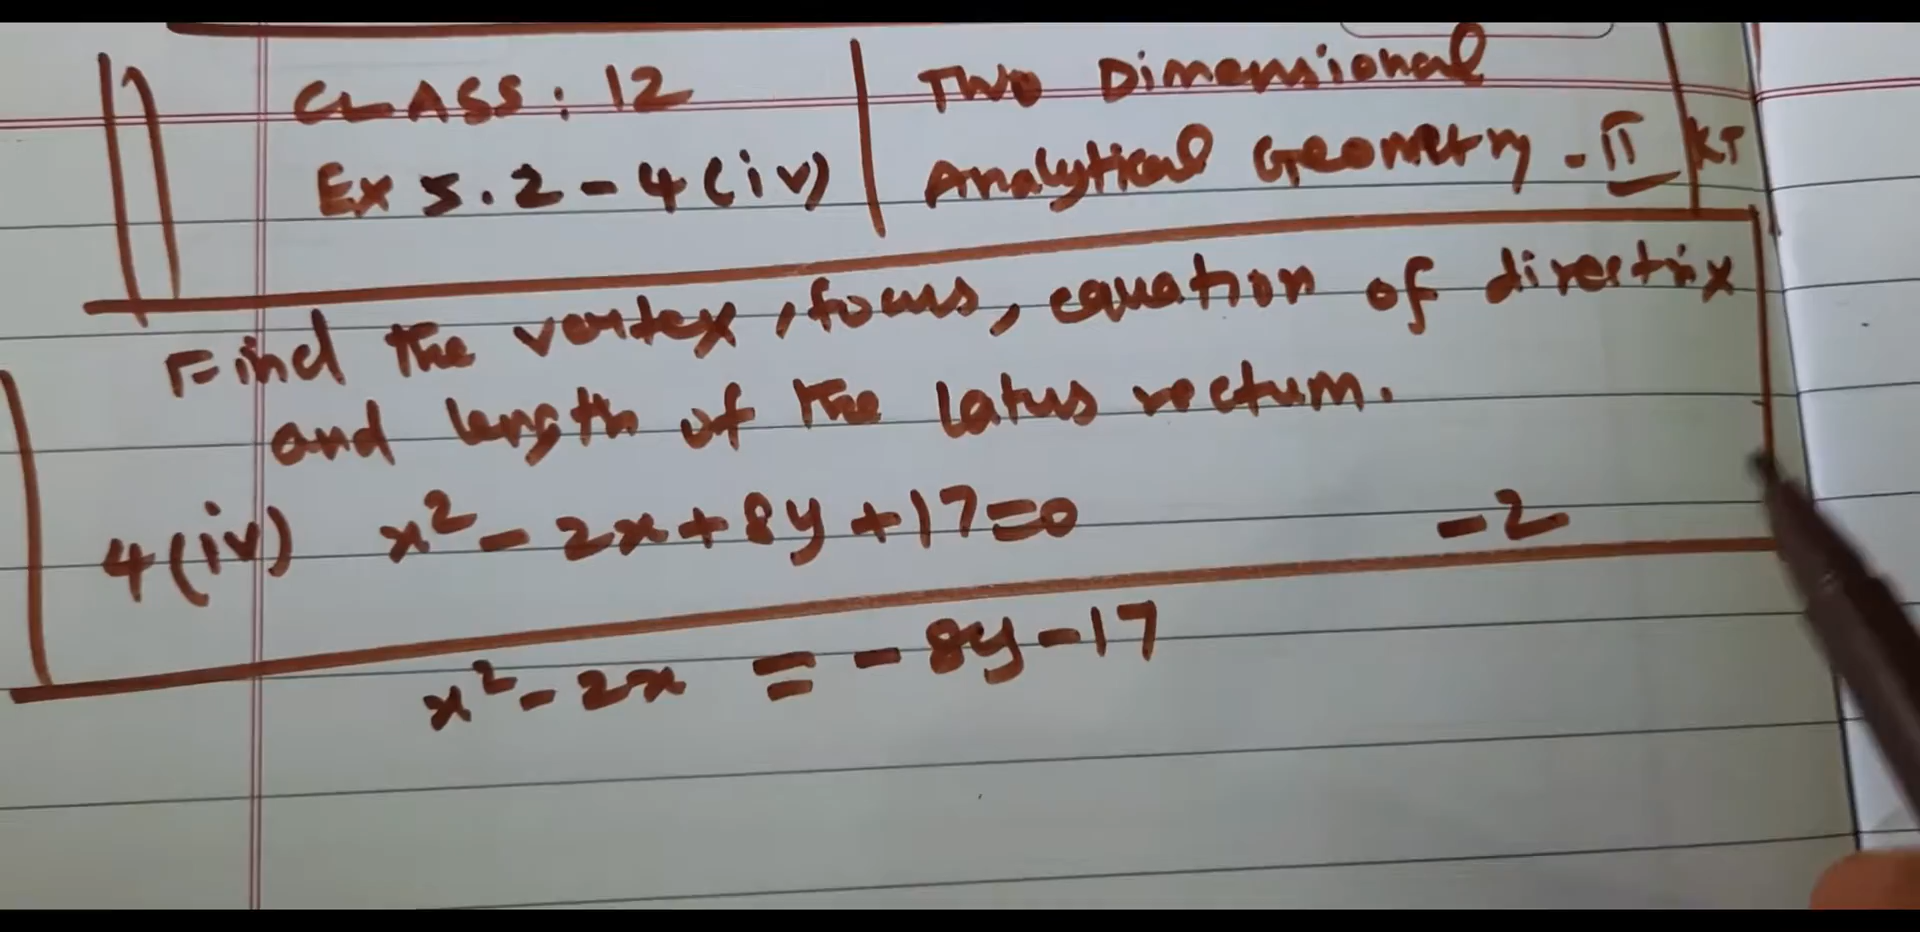 CLASS: 12
Ex 5.2-4(iv)
Two Dimensional
Analytical Geometry-II
KT
Find the vertex, focus, equation of directrix
and length of the latus rectum.
4(iv) x²-2x+8y+17=0 -2
x²-2x = -8y-17